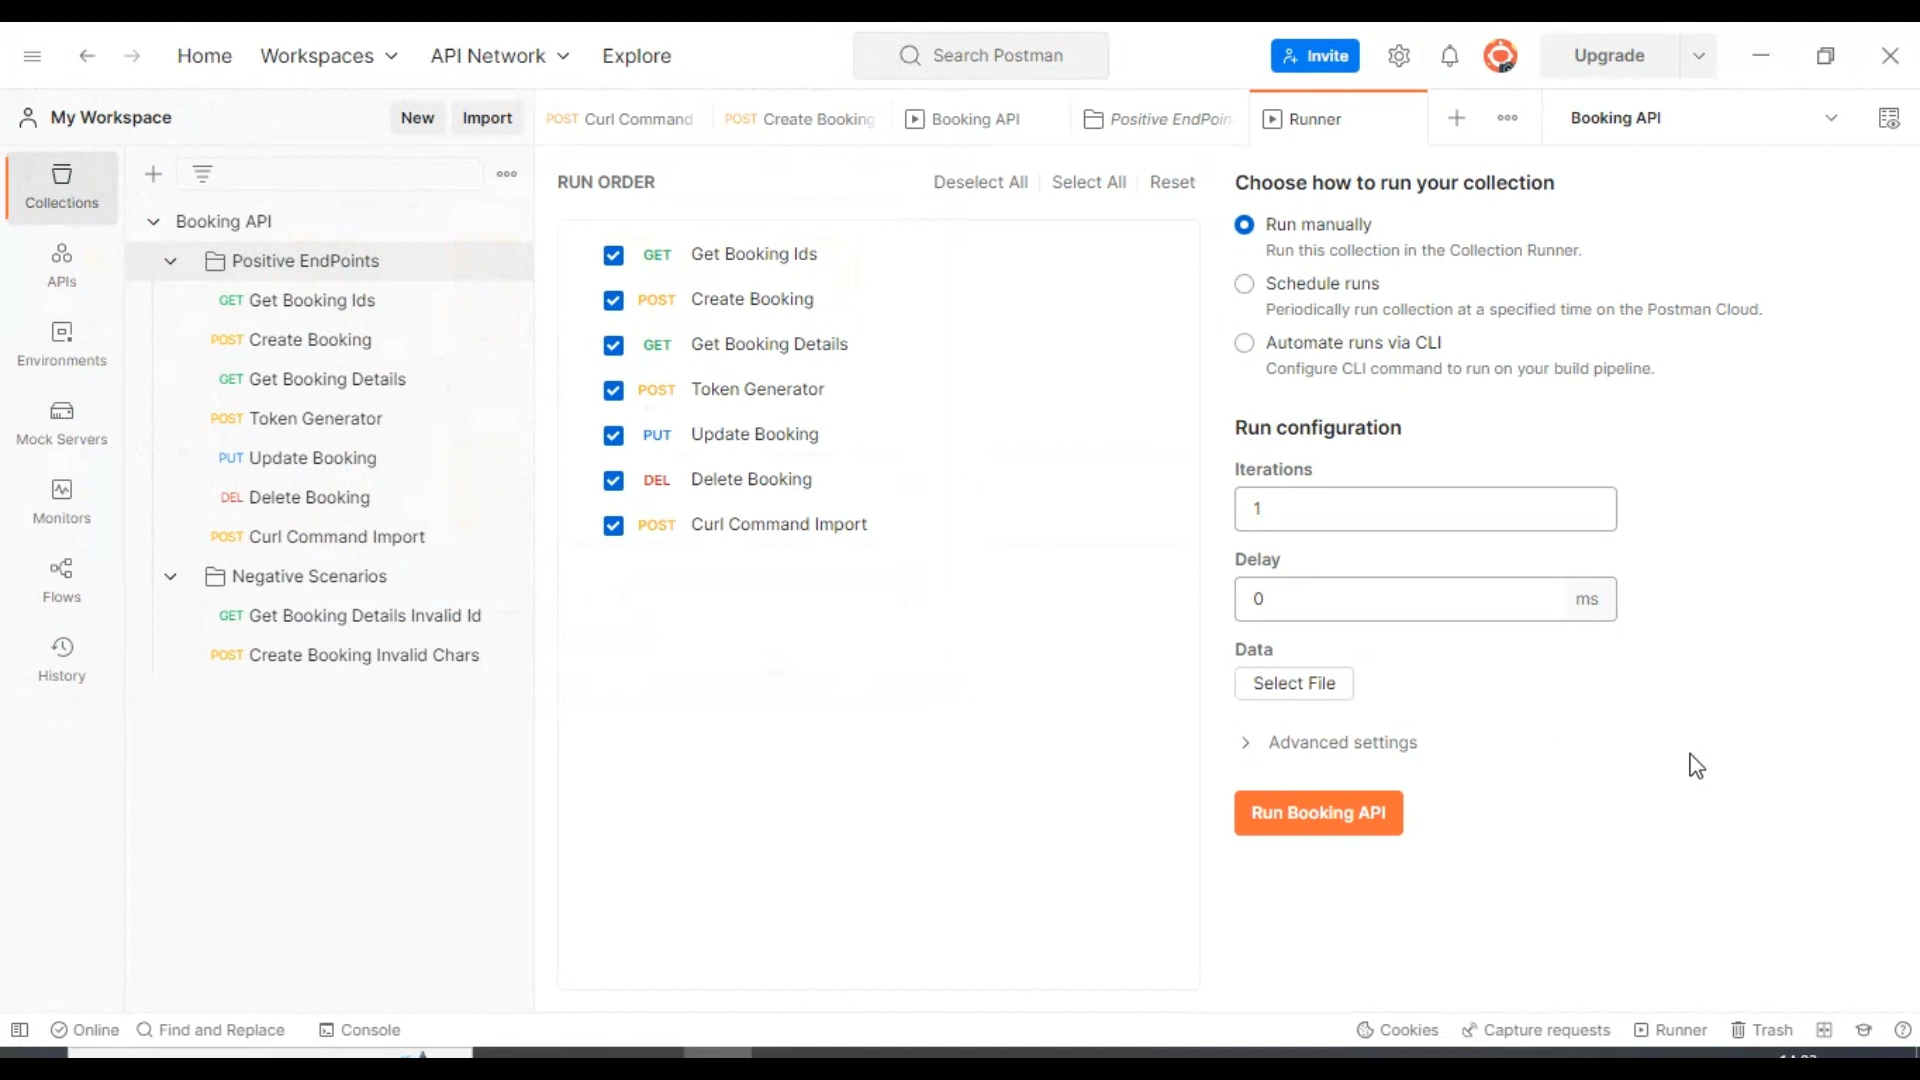 Home
Workspaces
API Network
Explore
Search Postman
Invite
Upgrade
My Workspace
New
Import
POST Curl Command
POST Create Booking
Booking API
Positive EndPoin
Runner
Booking API
Collections
APIs
Environments
Mock Servers
Monitors
Flows
History
Booking API
Positive EndPoints
GET Get Booking Ids
POST Create Booking
GET Get Booking Details
POST Token Generator
PUT Update Booking
DEL Delete Booking
POST Curl Command Import
Negative Scenarios
GET Get Booking Details Invalid Id
POST Create Booking Invalid Chars
RUN ORDER
Deselect All
Select All
Reset
GET Get Booking Ids
POST Create Booking
GET Get Booking Details
POST Token Generator
PUT Update Booking
DEL Delete Booking
POST Curl Command Import
Choose how to run your collection
Run manually
Run this collection in the Collection Runner.
Schedule runs
Periodically run collection at a specified time on the Postman Cloud.
Automate runs via CLI
Configure CLI command to run on your build pipeline.
Run configuration
Iterations
1
Delay
0 ms
Data
Select File
Advanced settings
Run Booking API
Online
Find and Replace
Console
Cookies
Capture requests
Runner
Trash